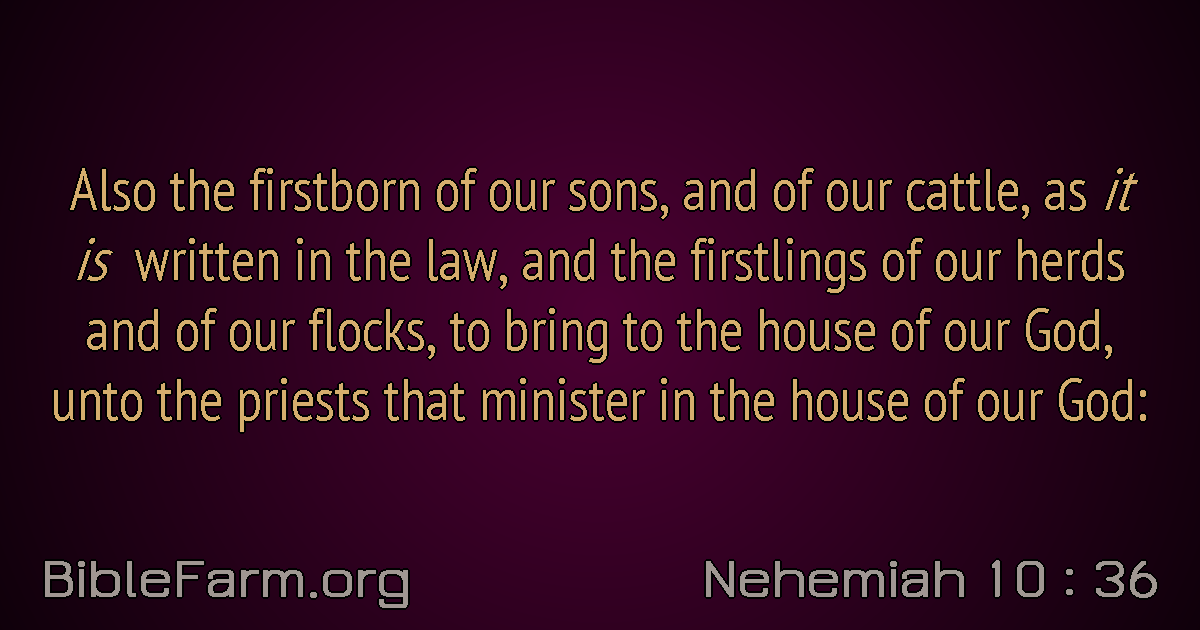 Also the firstborn of our sons, and of our cattle, as it
is written in the law, and the firstlings of our herds
and of our flocks, to bring to the house of our God,
unto the priests that minister in the house of our God:
BibleFarm.org
Nehemiah 10 : 36